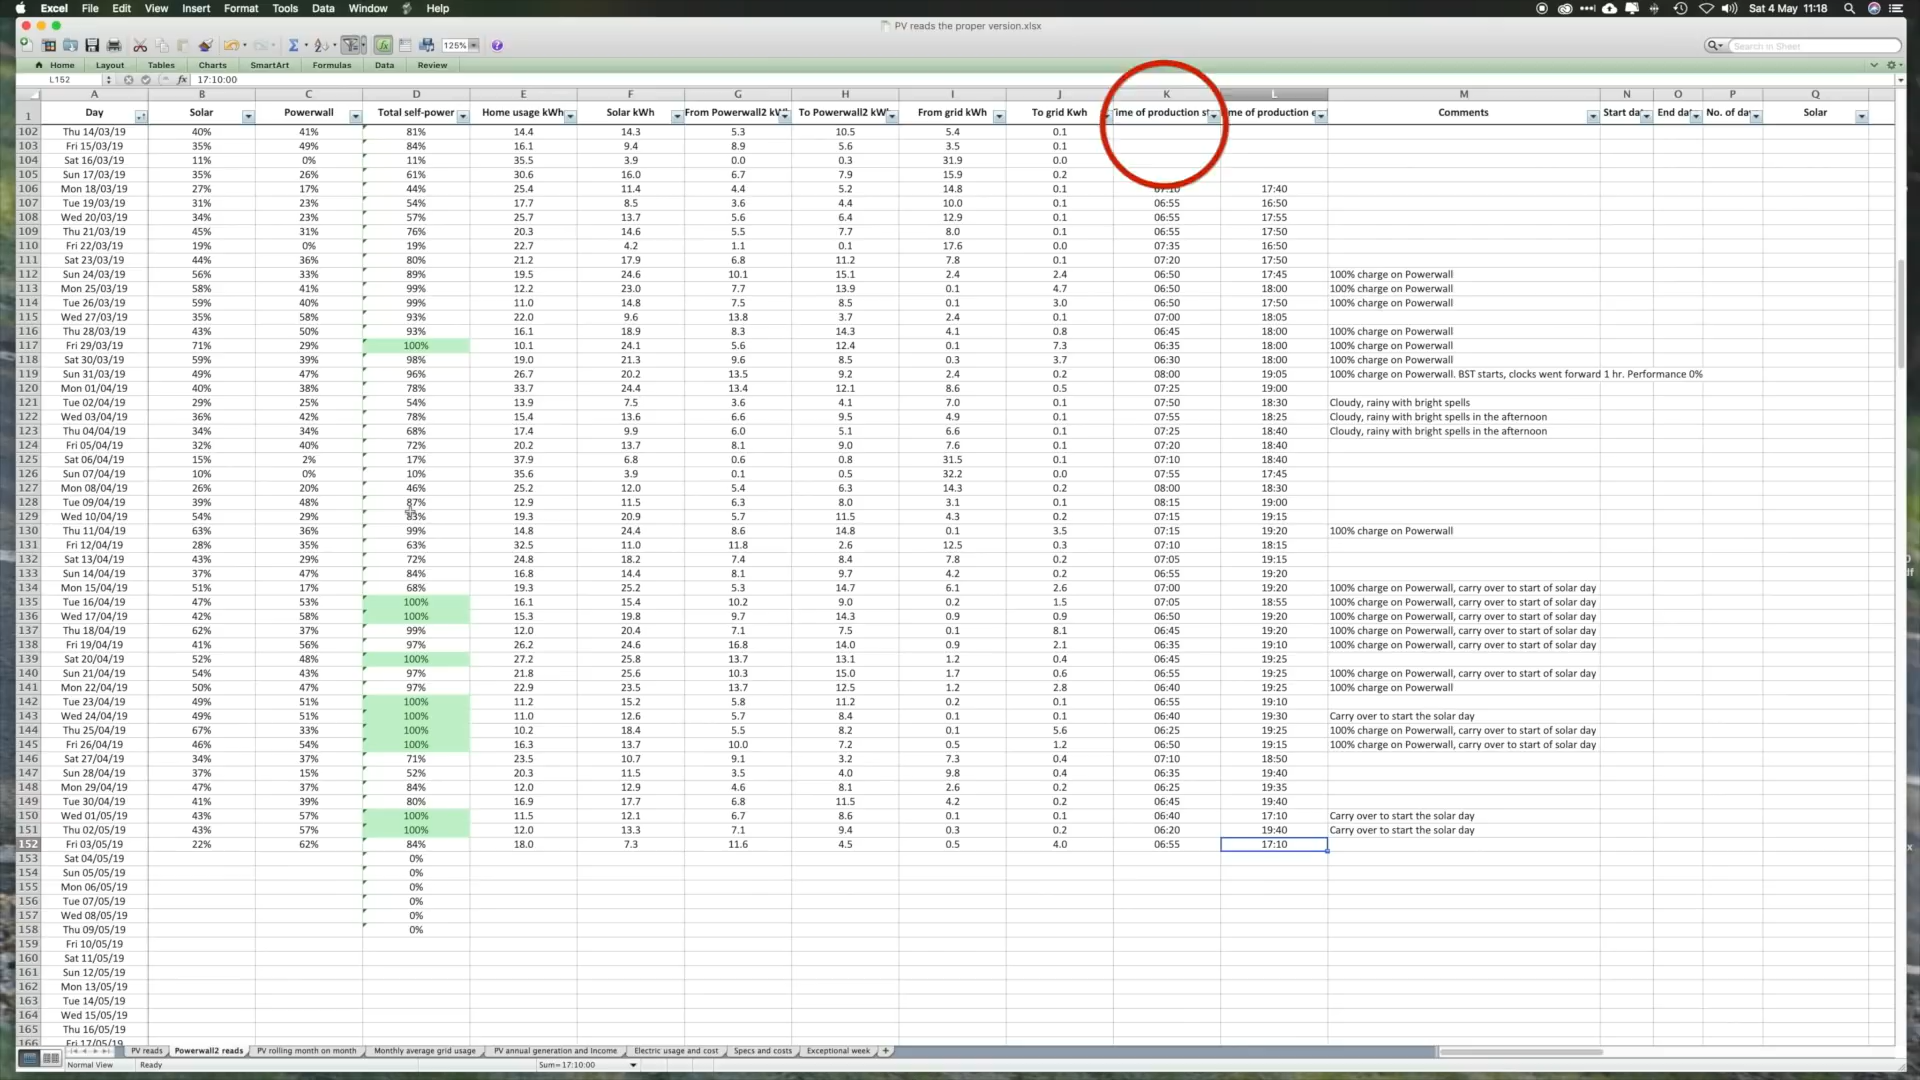 Excel File Edit View Insert Format Tools Data Window Help Sat 4 May 11:18
PV reads the proper version.xlsx
125% Search in Sheet
Home Layout Tables Charts SmartArt Formulas Data Review
L152 fx 17:10:00
A B C D E F G H I J K L M N O P Q
1 Day Solar Powerwall Total self-power Home usage kWh Solar kWh From Powerwall2 kW To Powerwall2 kW From grid kWh To grid Kwh ime of production st me of production e Comments Start da End da No. of da Solar
102 Thu 14/03/19 40% 41% 81% 14.4 14.3 5.3 10.5 5.4 0.1
103 Fri 15/03/19 35% 49% 84% 16.1 9.4 8.9 5.6 3.5 0.1
104 Sat 16/03/19 11% 0% 11% 35.5 3.9 0.0 0.3 31.9 0.0
105 Sun 17/03/19 35% 26% 61% 30.6 16.0 6.7 7.9 15.9 0.2
106 Mon 18/03/19 27% 17% 44% 25.4 11.4 4.4 5.2 14.8 0.1 07:10 17:40
107 Tue 19/03/19 31% 23% 54% 17.7 8.5 3.6 4.4 10.0 0.1 06:55 16:50
108 Wed 20/03/19 34% 23% 57% 25.7 13.7 5.6 6.4 12.9 0.1 06:55 17:55
109 Thu 21/03/19 45% 31% 76% 20.3 14.6 5.5 7.7 8.0 0.1 06:55 17:50
110 Fri 22/03/19 19% 0% 19% 22.7 4.2 1.1 0.1 17.6 0.0 07:35 16:50
111 Sat 23/03/19 44% 36% 80% 21.2 17.9 6.8 11.2 7.8 0.1 07:20 17:50
112 Sun 24/03/19 56% 33% 89% 19.5 24.6 10.1 15.1 2.4 2.4 06:50 17:45 100% charge on Powerwall
113 Mon 25/03/19 58% 41% 99% 12.2 23.0 7.7 13.9 0.1 4.7 06:50 18:00 100% charge on Powerwall
114 Tue 26/03/19 59% 40% 99% 11.0 14.8 7.5 8.5 0.1 3.0 06:50 17:50 100% charge on Powerwall
115 Wed 27/03/19 35% 58% 93% 22.0 9.6 13.8 3.7 2.4 0.1 07:00 18:05
116 Thu 28/03/19 43% 50% 93% 16.1 18.9 8.3 14.3 4.1 0.8 06:45 18:00 100% charge on Powerwall
117 Fri 29/03/19 71% 29% 100% 10.1 24.1 5.6 12.4 0.1 7.3 06:35 18:00 100% charge on Powerwall
118 Sat 30/03/19 59% 39% 98% 19.0 21.3 9.6 8.5 0.3 3.7 06:30 18:00 100% charge on Powerwall
119 Sun 31/03/19 49% 47% 96% 26.7 20.2 13.5 9.2 2.4 0.2 08:00 19:05 100% charge on Powerwall. BST starts, clocks went forward 1 hr. Performance 0%
120 Mon 01/04/19 40% 38% 78% 33.7 24.4 13.4 12.1 8.6 0.5 07:25 19:00
121 Tue 02/04/19 29% 25% 54% 13.9 7.5 3.6 4.1 7.0 0.1 07:50 18:30 Cloudy, rainy with bright spells
122 Wed 03/04/19 36% 42% 78% 15.4 13.6 6.6 9.5 4.9 0.1 07:55 18:25 Cloudy, rainy with bright spells in the afternoon
123 Thu 04/04/19 34% 34% 68% 17.4 9.9 6.0 5.1 6.6 0.1 07:25 18:40 Cloudy, rainy with bright spells in the afternoon
124 Fri 05/04/19 32% 40% 72% 20.2 13.7 8.1 9.0 7.6 0.1 07:20 18:40
125 Sat 06/04/19 15% 2% 17% 37.9 6.8 0.6 0.8 31.5 0.1 07:10 18:40
126 Sun 07/04/19 10% 0% 10% 35.6 3.9 0.1 0.5 32.2 0.0 07:55 17:45
127 Mon 08/04/19 26% 20% 46% 25.2 12.0 5.4 6.3 14.3 0.2 08:00 18:30
128 Tue 09/04/19 39% 48% 87% 12.9 11.5 6.3 8.0 3.1 0.1 08:15 19:00
129 Wed 10/04/19 54% 29% 83% 19.3 20.9 5.7 11.5 4.3 0.2 07:15 19:15
130 Thu 11/04/19 63% 36% 99% 14.8 24.4 8.6 14.8 0.1 3.5 07:15 19:20 100% charge on Powerwall
131 Fri 12/04/19 28% 35% 63% 32.5 11.0 11.8 2.6 12.5 0.3 07:10 18:15
132 Sat 13/04/19 43% 29% 72% 24.8 18.2 7.4 8.4 7.8 0.2 07:05 19:15
133 Sun 14/04/19 37% 47% 84% 16.8 14.4 8.1 9.7 4.2 0.2 06:55 19:20
134 Mon 15/04/19 51% 17% 68% 19.3 25.2 5.3 14.7 6.1 2.6 07:00 19:20 100% charge on Powerwall, carry over to start of solar day
135 Tue 16/04/19 47% 53% 100% 16.1 15.4 10.2 9.0 0.2 1.5 07:05 18:55 100% charge on Powerwall, carry over to start of solar day
136 Wed 17/04/19 42% 58% 100% 15.3 19.8 9.7 14.3 0.9 0.9 06:50 19:20 100% charge on Powerwall, carry over to start of solar day
137 Thu 18/04/19 62% 37% 99% 12.0 20.4 7.1 7.5 0.1 8.1 06:45 19:20 100% charge on Powerwall, carry over to start of solar day
138 Fri 19/04/19 41% 56% 97% 26.2 24.6 16.8 14.0 0.9 2.1 06:35 19:10 100% charge on Powerwall, carry over to start of solar day
139 Sat 20/04/19 52% 48% 100% 27.2 25.8 13.7 13.1 1.2 0.4 06:45 19:25
140 Sun 21/04/19 54% 43% 97% 21.8 25.6 10.3 15.0 1.7 0.6 06:55 19:25 100% charge on Powerwall, carry over to start of solar day
141 Mon 22/04/19 50% 47% 97% 22.9 23.5 13.7 12.5 1.2 2.8 06:40 19:25 100% charge on Powerwall
142 Tue 23/04/19 49% 51% 100% 11.2 15.2 5.8 11.2 0.2 0.1 06:55 19:10
143 Wed 24/04/19 49% 51% 100% 11.0 12.6 5.7 8.4 0.1 0.1 06:40 19:30 Carry over to start the solar day
144 Thu 25/04/19 67% 33% 100% 10.2 18.4 5.5 8.2 0.1 5.6 06:25 19:25 100% charge on Powerwall, carry over to start of solar day
145 Fri 26/04/19 46% 54% 100% 16.3 13.7 10.0 7.2 0.5 1.2 06:50 19:15 100% charge on Powerwall, carry over to start of solar day
146 Sat 27/04/19 34% 37% 71% 23.5 10.7 9.1 3.2 7.3 0.4 07:10 18:50
147 Sun 28/04/19 37% 15% 52% 20.3 11.5 3.5 4.0 9.8 0.4 06:35 19:40
148 Mon 29/04/19 47% 37% 84% 12.0 12.9 4.6 8.1 2.6 0.2 06:25 19:35
149 Tue 30/04/19 41% 39% 80% 16.9 17.7 6.8 11.5 4.2 0.2 06:45 19:40
150 Wed 01/05/19 43% 57% 100% 11.5 12.1 6.7 8.6 0.1 0.1 06:40 17:10 Carry over to start the solar day
151 Thu 02/05/19 43% 57% 100% 12.0 13.3 7.1 9.4 0.3 0.2 06:20 19:40 Carry over to start the solar day
152 Fri 03/05/19 22% 62% 84% 18.0 7.3 11.6 4.5 0.5 4.0 06:55 17:10
153 Sat 04/05/19 0%
154 Sun 05/05/19 0%
155 Mon 06/05/19 0%
156 Tue 07/05/19 0%
157 Wed 08/05/19 0%
158 Thu 09/05/19 0%
159 Fri 10/05/19
160 Sat 11/05/19
161 Sun 12/05/19
162 Mon 13/05/19
163 Tue 14/05/19
164 Wed 15/05/19
165 Thu 16/05/19
166 Fri 17/05/19
PV reads Powerwall2 reads PV rolling month on month Monthly average grid usage PV annual generation and Income Electric usage and cost Specs and costs Exceptional week
Normal View Ready Sum=17:10:00